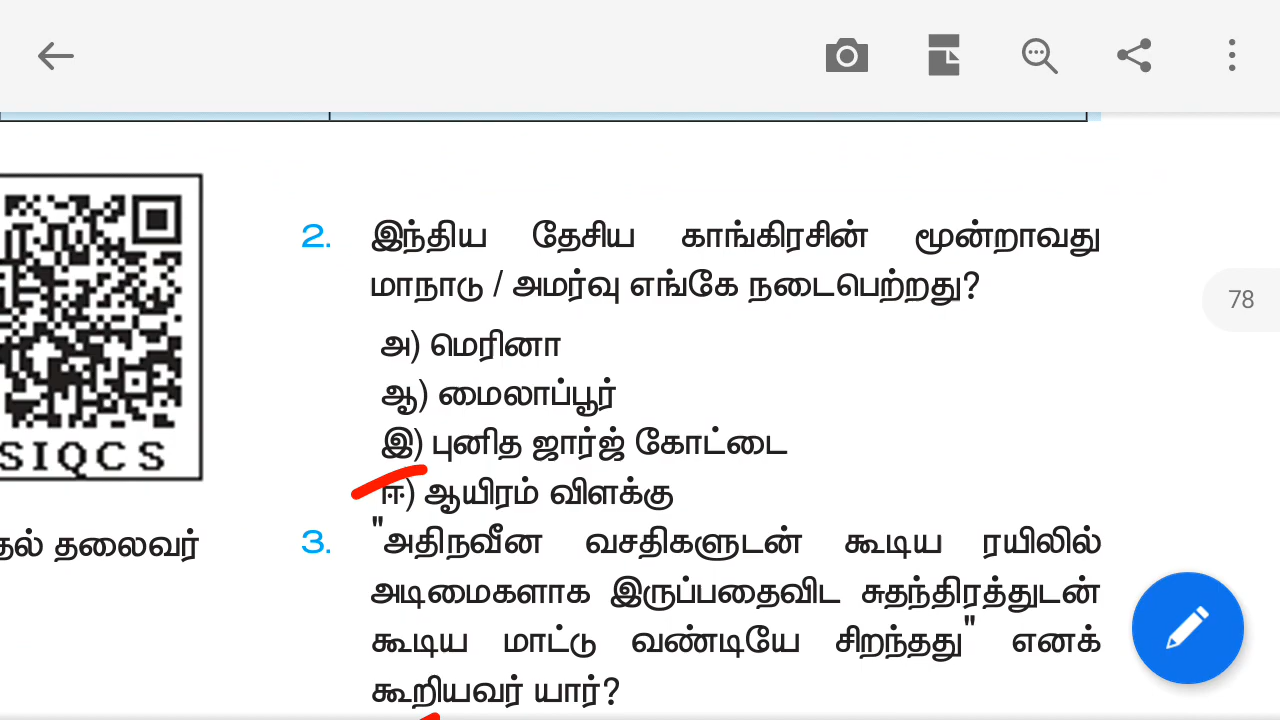 78
2. இந்திய தேசிய காங்கிரசின் மூன்றாவது
மாநாடு / அமர்வு எங்கே நடைபெற்றது?
அ) மெரினா
ஆ) மைலாப்பூர்
இ) புனித ஜார்ஜ் கோட்டை
SIQCS
ஈ) ஆயிரம் விளக்கு
தல் தலைவர்
3. "அதிநவீன வசதிகளுடன் கூடிய ரயிலில்
அடிமைகளாக இருப்பதைவிட சுதந்திரத்துடன்
கூடிய மாட்டு வண்டியே சிறந்தது" எனக்
கூறியவர் யார்?